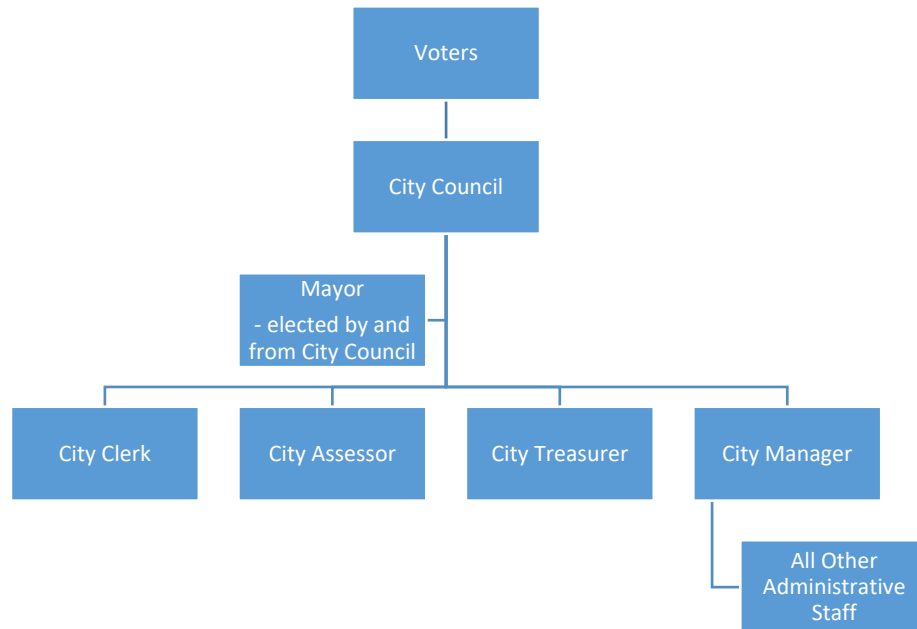 Voters
City Council
Mayor
- elected by and
from City Council
City Clerk
City Assessor
City Treasurer
City Manager
All Other
Administrative
Staff